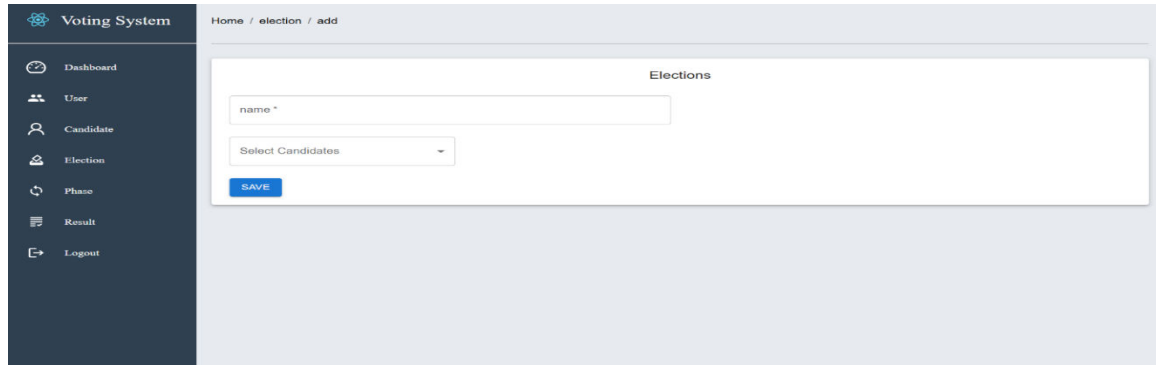 Voting System
Home / election / add
Dashboard
User
Candidate
Election
Phase
Result
Logout
Elections
name *
Select Candidates
SAVE